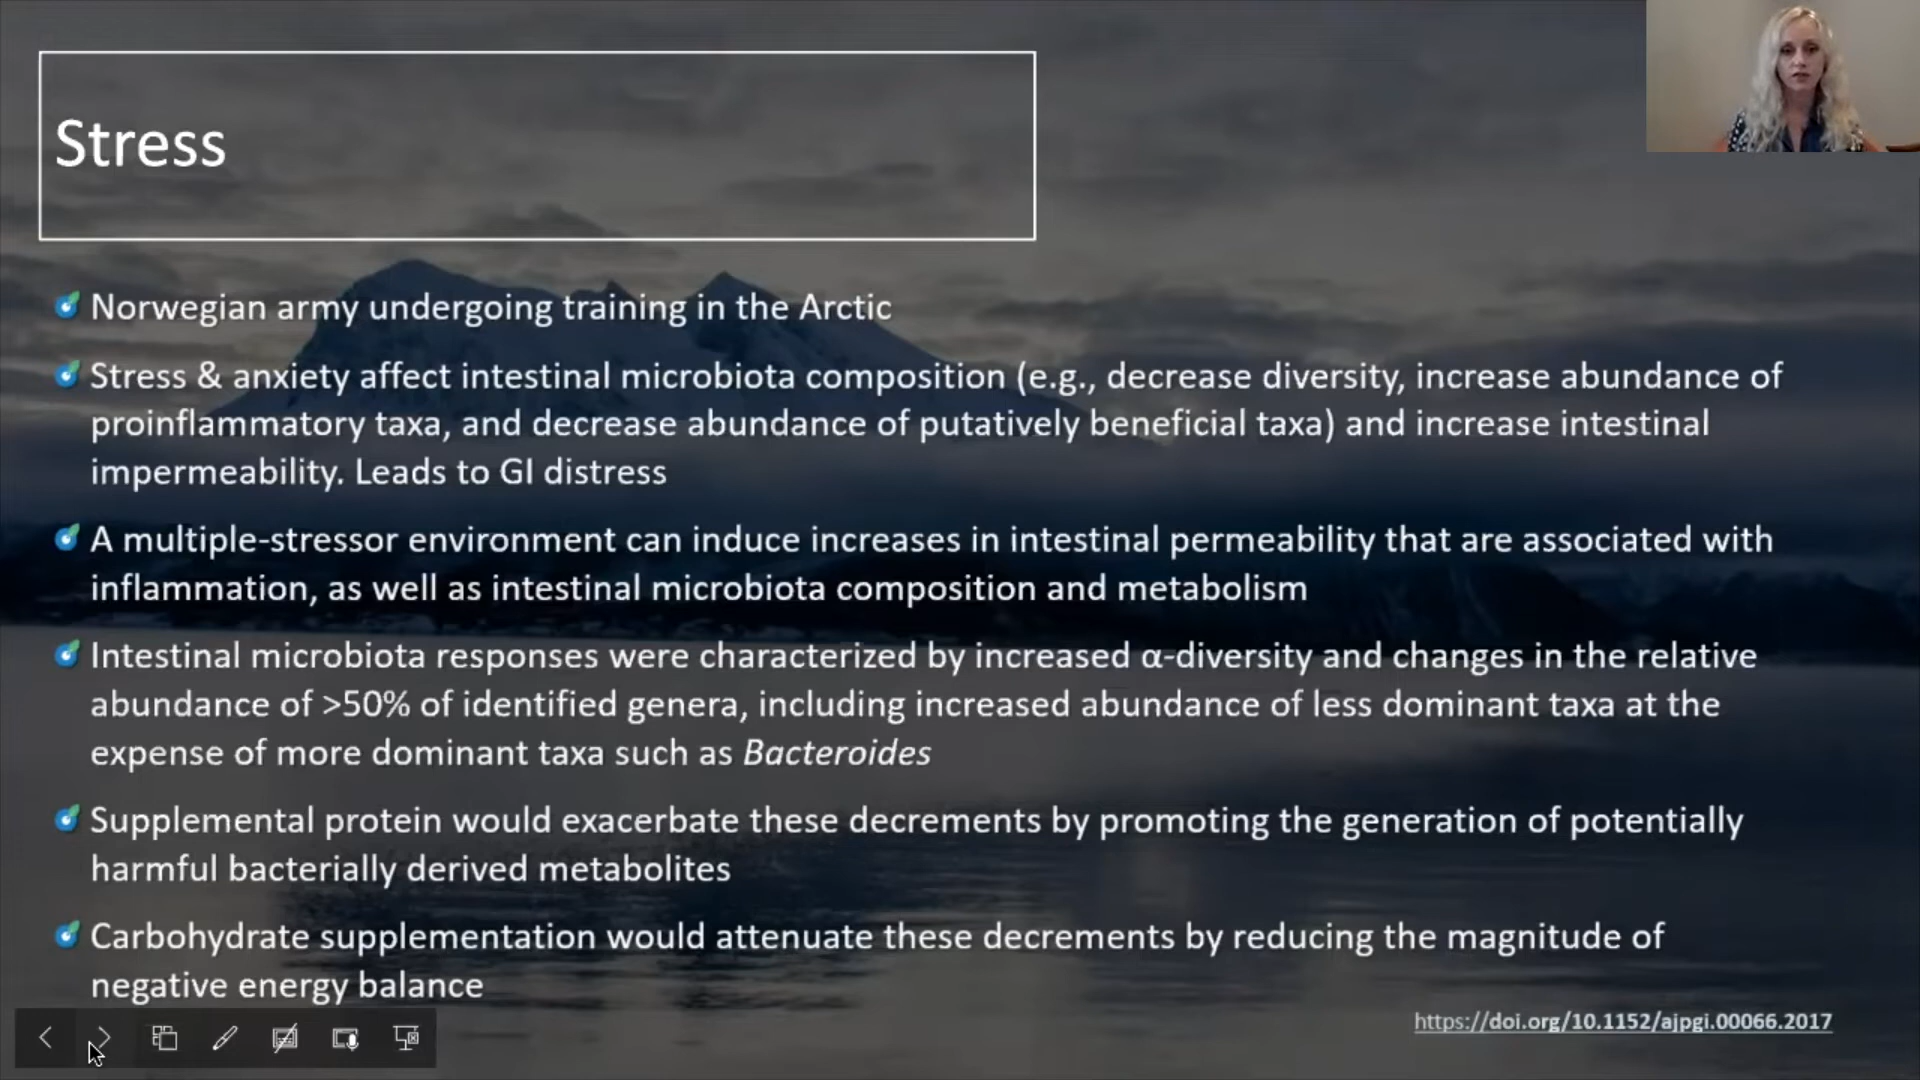 Stress
Norwegian army undergoing training in the Arctic
Stress & anxiety affect intestinal microbiota composition (e.g., decrease diversity, increase abundance of
proinflammatory taxa, and decrease abundance of putatively beneficial taxa) and increase intestinal
impermeability. Leads to GI distress
A multiple-stressor environment can induce increases in intestinal permeability that are associated with
inflammation, as well as intestinal microbiota composition and metabolism
Intestinal microbiota responses were characterized by increased α-diversity and changes in the relative
abundance of >50% of identified genera, including increased abundance of less dominant taxa at the
expense of more dominant taxa such as Bacteroides
Supplemental protein would exacerbate these decrements by promoting the generation of potentially
harmful bacterially derived metabolites
Carbohydrate supplementation would attenuate these decrements by reducing the magnitude of
negative energy balance
https://doi.org/10.1152/ajpgi.00066.2017